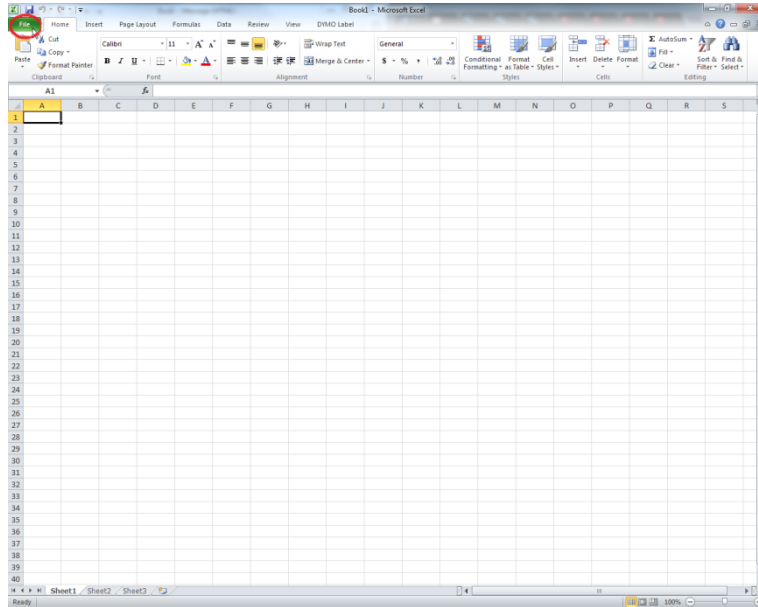 Book1 - Microsoft Excel
File Home Insert Page Layout Formulas Data Review View DYMO Label
Paste
Cut
Copy
Format Painter
Clipboard
Calibri 11 A A
B I U A
Font
Wrap Text
Merge & Center
Alignment
General
$ % , .0 .00 .00 .0
Number
Conditional Formatting
Format as Table
Cell Styles
Styles
Insert Delete Format
Cells
Σ AutoSum
Fill
Clear
Sort & Filter
Find & Select
Editing
A1 fx
A B C D E F G H I J K L M N O P Q R S
1
2
3
4
5
6
7
8
9
10
11
12
13
14
15
16
17
18
19
20
21
22
23
24
25
26
27
28
29
30
31
32
33
34
35
36
37
38
39
40
Sheet1 Sheet2 Sheet3
Ready 100%